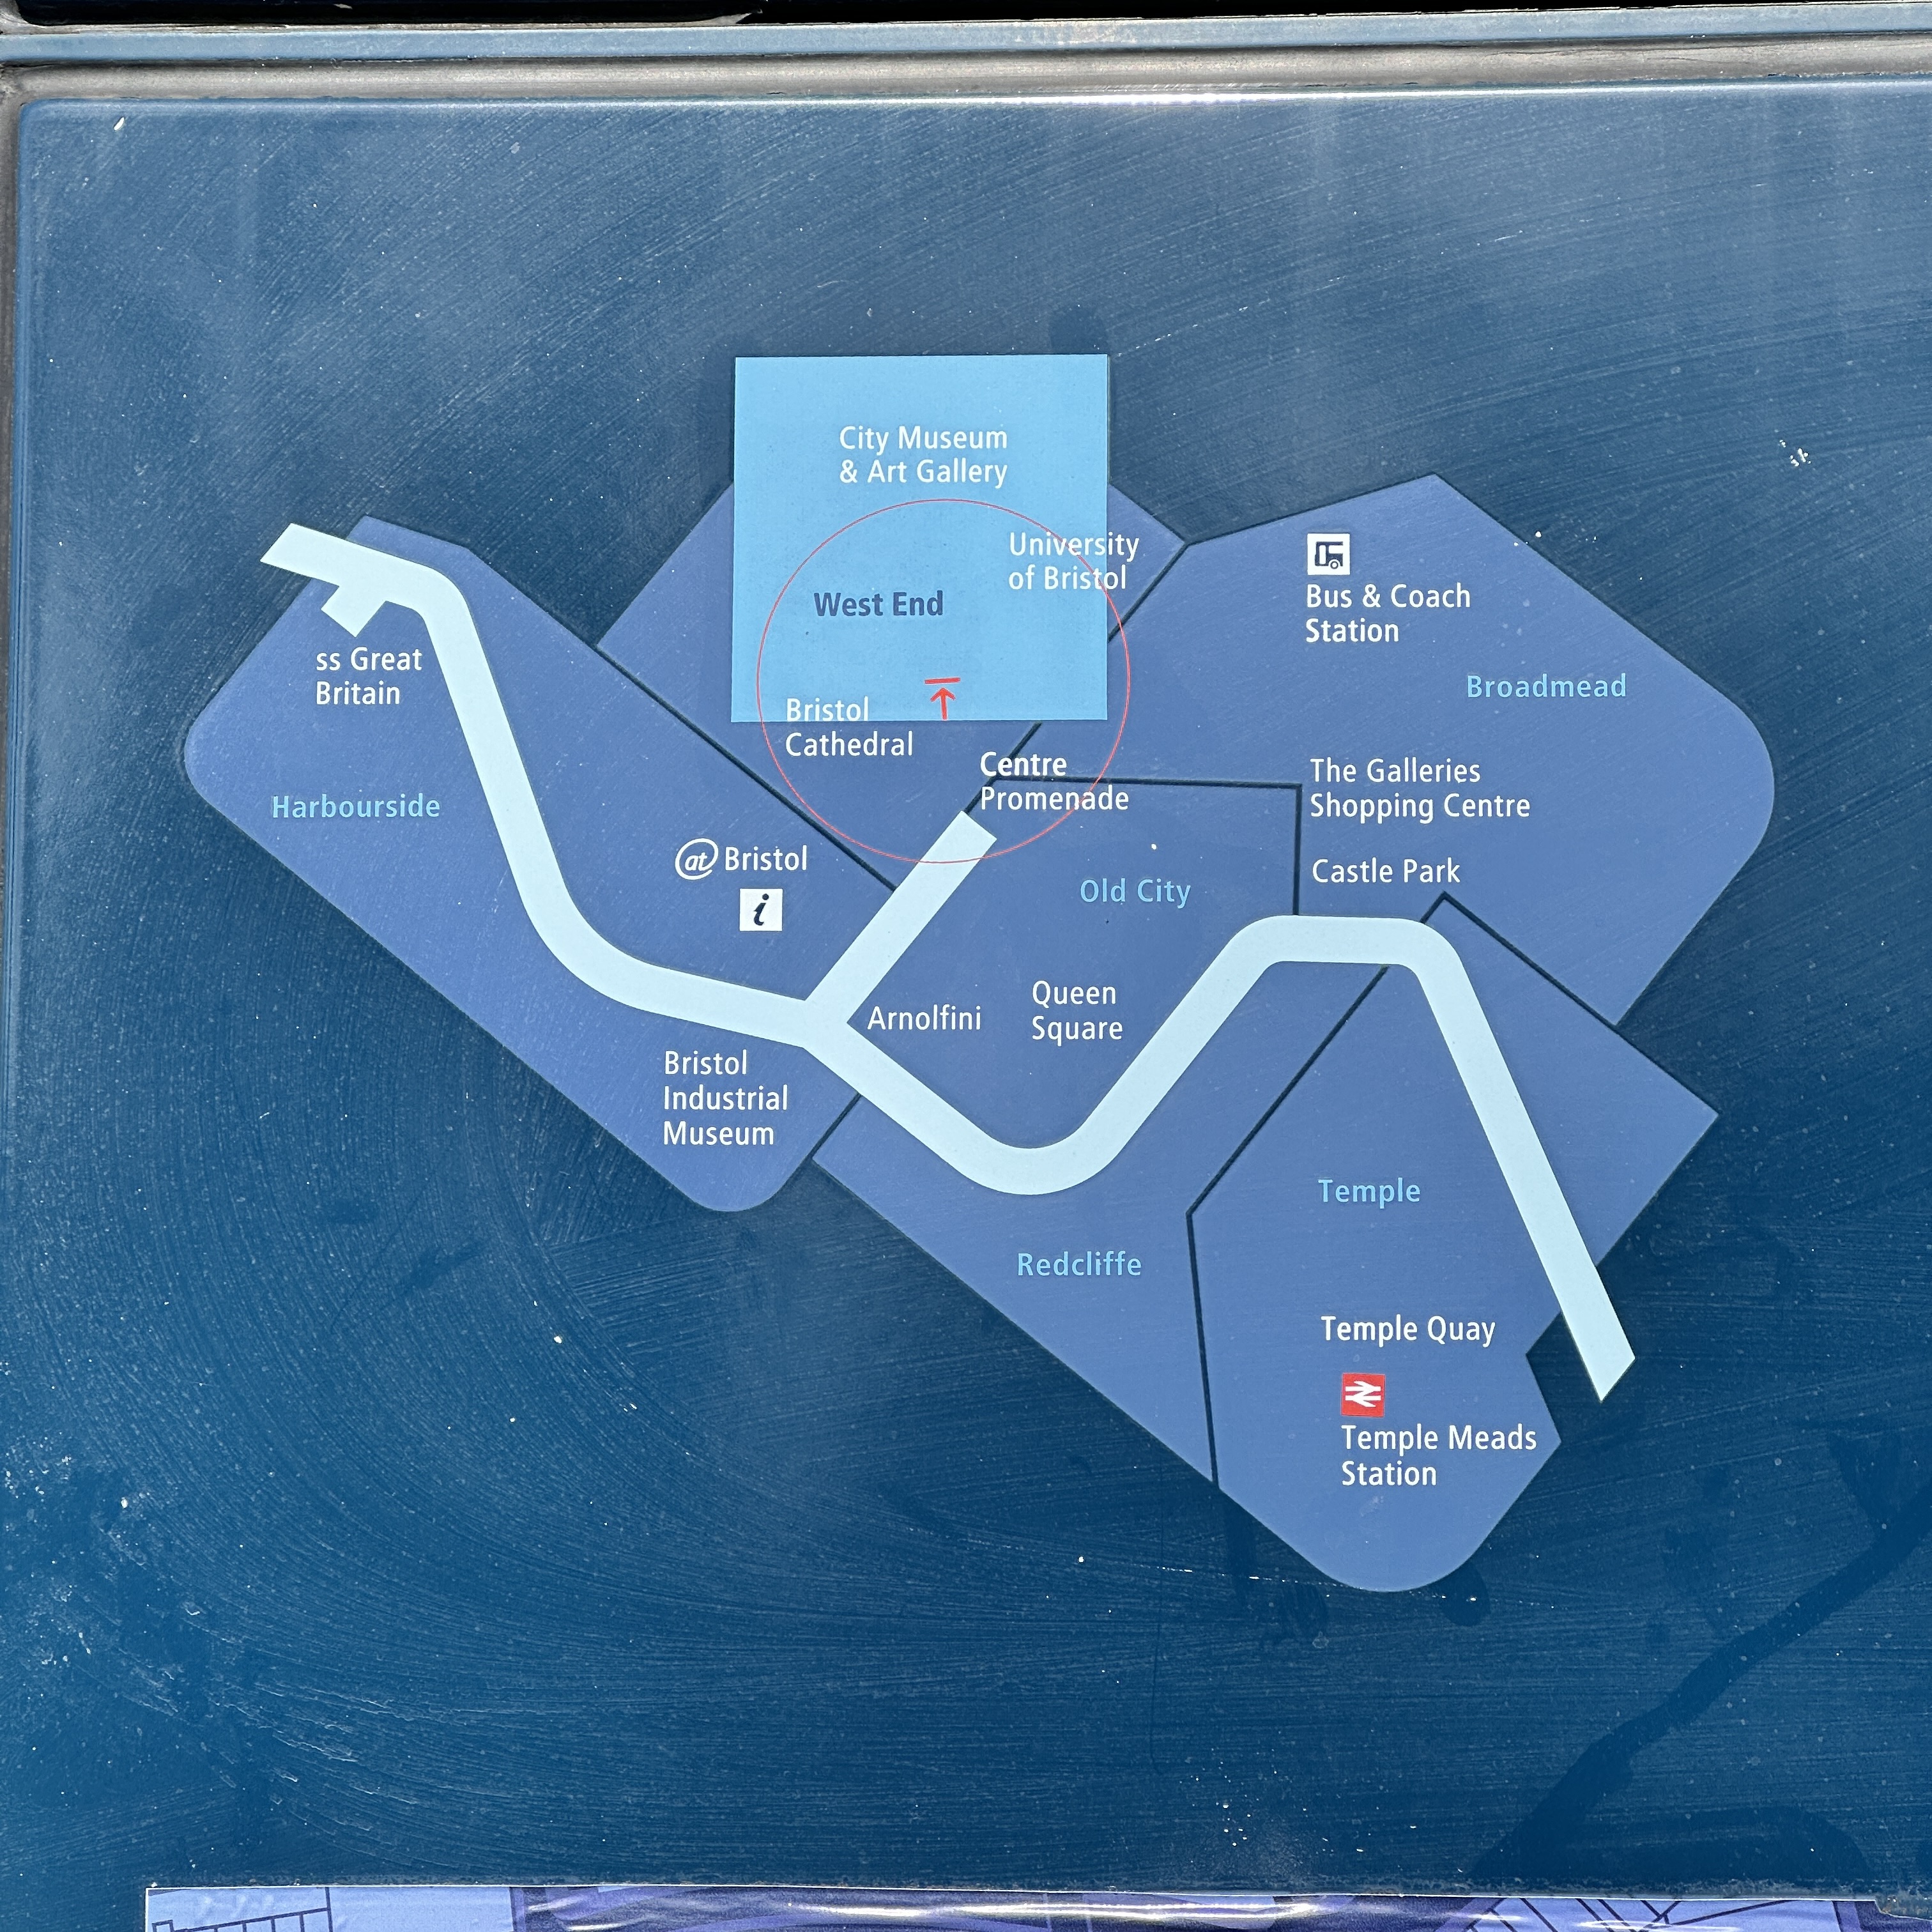 City Museum
& Art Gallery
University
of Bristol
West End
Bus & Coach
Station
Broadmead
ss Great
Britain
Bristol
Cathedral
Centre
Promenade
The Galleries
Shopping Centre
Harbourside
@ Bristol
i
Castle Park
Old City
Queen
Square
Arnolfini
Bristol
Industrial
Museum
Temple
Redcliffe
Temple Quay
Temple Meads
Station